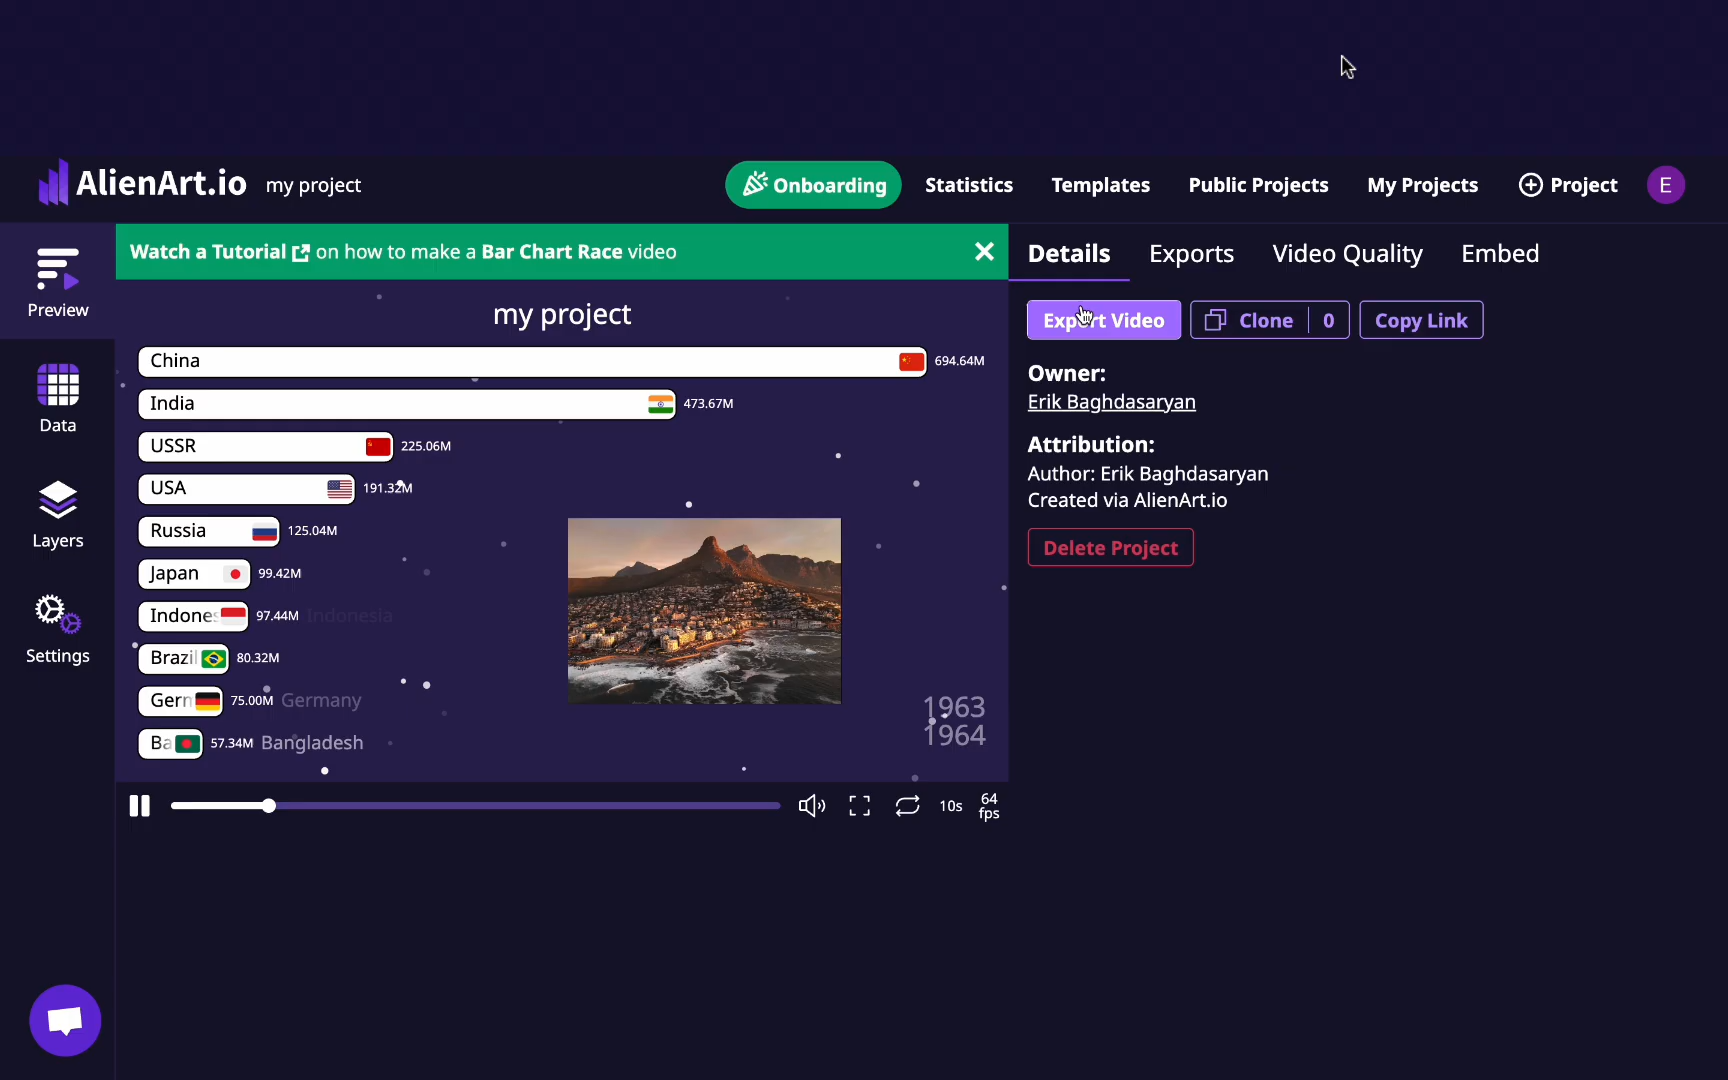 AlienArt.io my project Onboarding Statistics Templates Public Projects My Projects Project E
Preview
Data
Layers
Settings
Watch a Tutorial on how to make a Bar Chart Race video
my project
China 694.64M
India 473.67M
USSR 225.06M
USA 191.32M
Russia 125.04M
Japan 99.42M
Indones 97.44M Indonesia
Brazil 80.32M
Germ 75.00M Germany
Ba 57.34M Bangladesh
1963
1964
10s
64
fps
Details Exports Video Quality Embed
Export Video Clone 0 Copy Link
Owner:
Erik Baghdasaryan
Attribution:
Author: Erik Baghdasaryan
Created via AlienArt.io
Delete Project